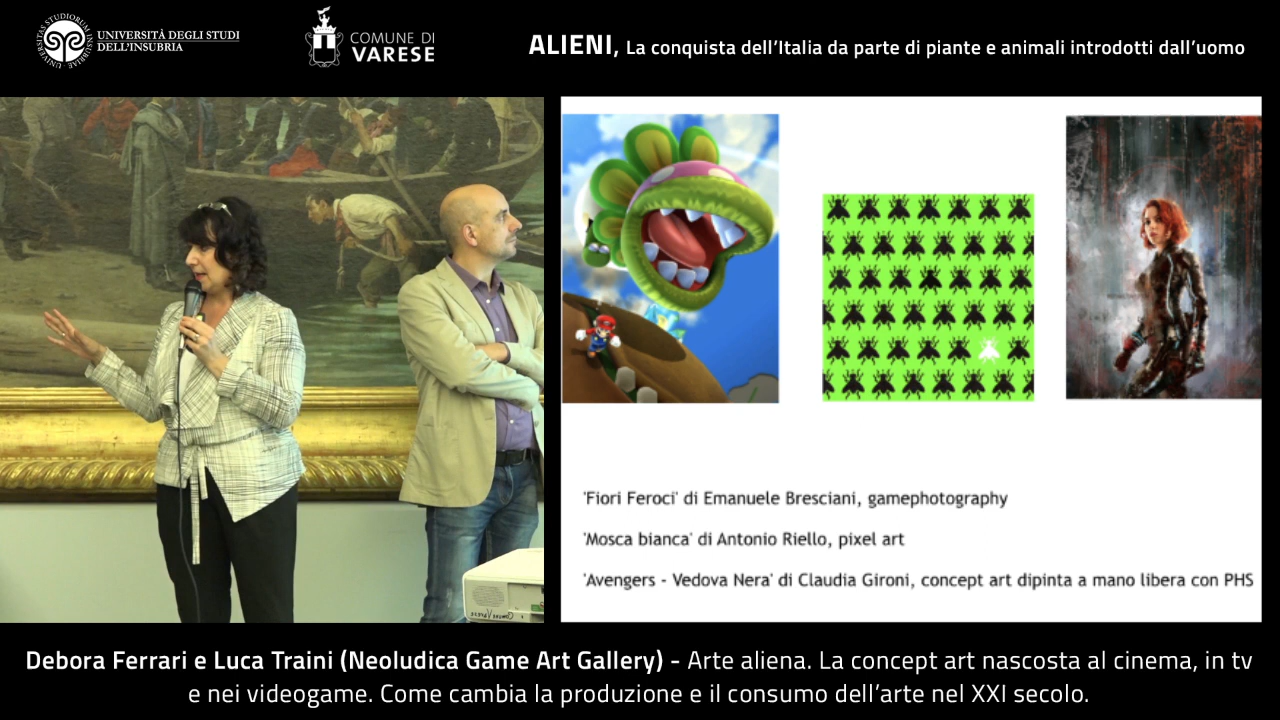 UNIVERSITÀ DEGLI STUDI
DELL'INSUBRIA
COMUNE DI
VARESE
ALIENI, La conquista dell'Italia da parte di piante e animali introdotti dall'uomo
'Fiori Feroci' di Emanuele Bresciani, gamephotography
'Mosca bianca' di Antonio Riello, pixel art
'Avengers - Vedova Nera' di Claudia Gironi, concept art dipinta a mano libera con PHS
Debora Ferrari e Luca Traini (Neoludica Game Art Gallery) - Arte aliena. La concept art nascosta al cinema, in tv
e nei videogame. Come cambia la produzione e il consumo dell'arte nel XXI secolo.